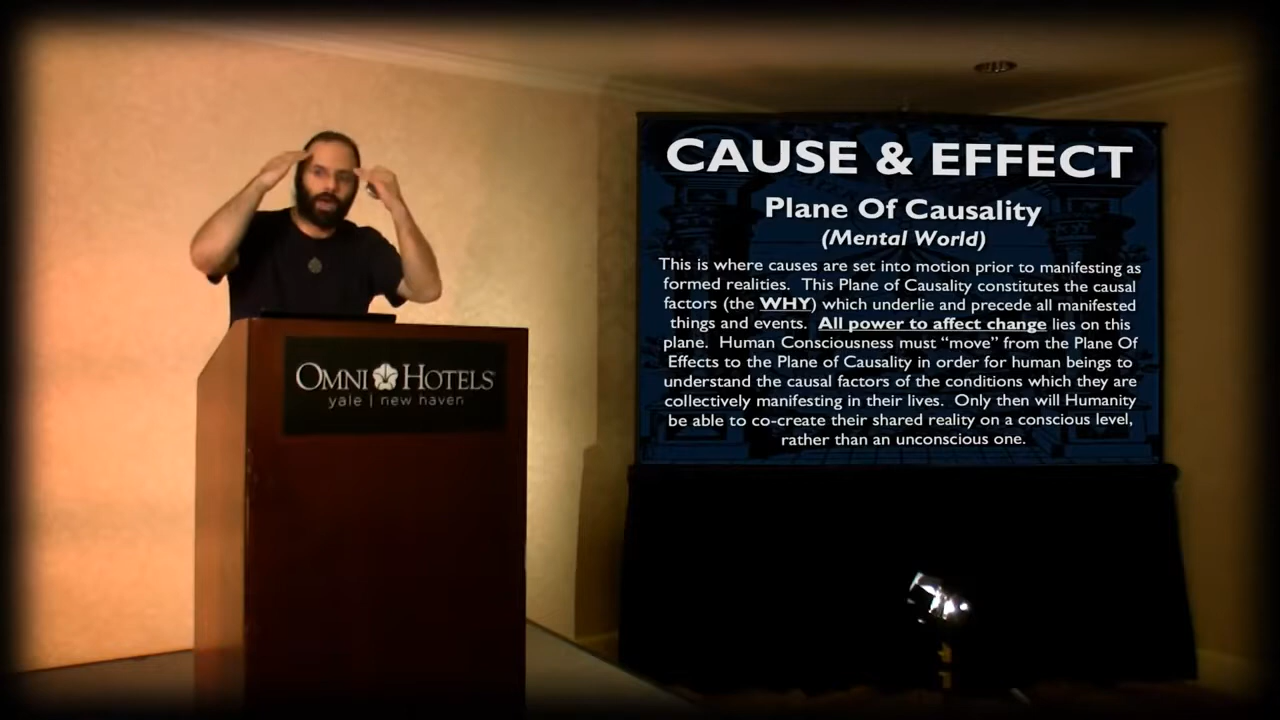 CAUSE & EFFECT
Plane Of Causality
(Mental World)
This is where causes are set into motion prior to manifesting as
formed realities. This Plane of Causality constitutes the causal
factors (the WHY) which underlie and precede all manifested
things and events. All power to affect change lies on this
plane. Human Consciousness must “move” from the Plane Of
Effects to the Plane of Causality in order for human beings to
understand the causal factors of the conditions which they are
collectively manifesting in their lives. Only then will Humanity
be able to co-create their shared reality on a conscious level,
rather than an unconscious one.
OMNI HOTELS
yale | new haven